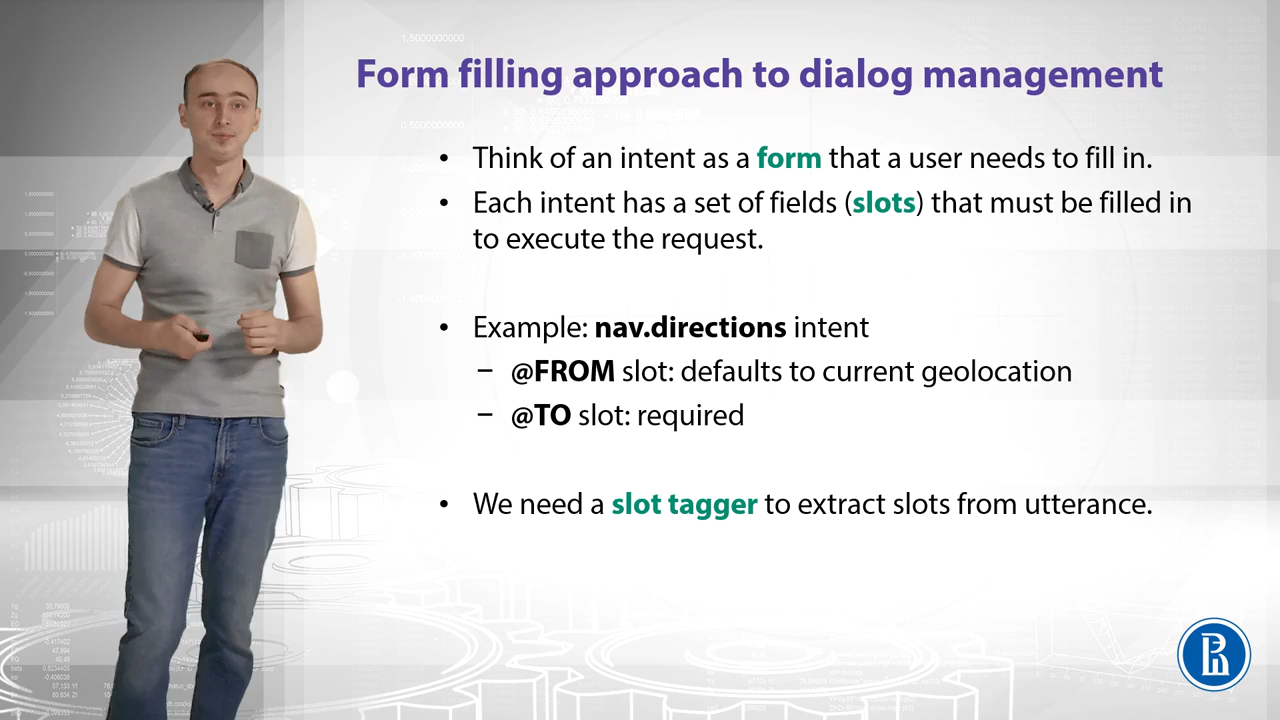 Form filling approach to dialog management
• Think of an intent as a form that a user needs to fill in.
• Each intent has a set of fields (slots) that must be filled in
to execute the request.
• Example: nav.directions intent
– @FROM slot: defaults to current geolocation
– @TO slot: required
• We need a slot tagger to extract slots from utterance.